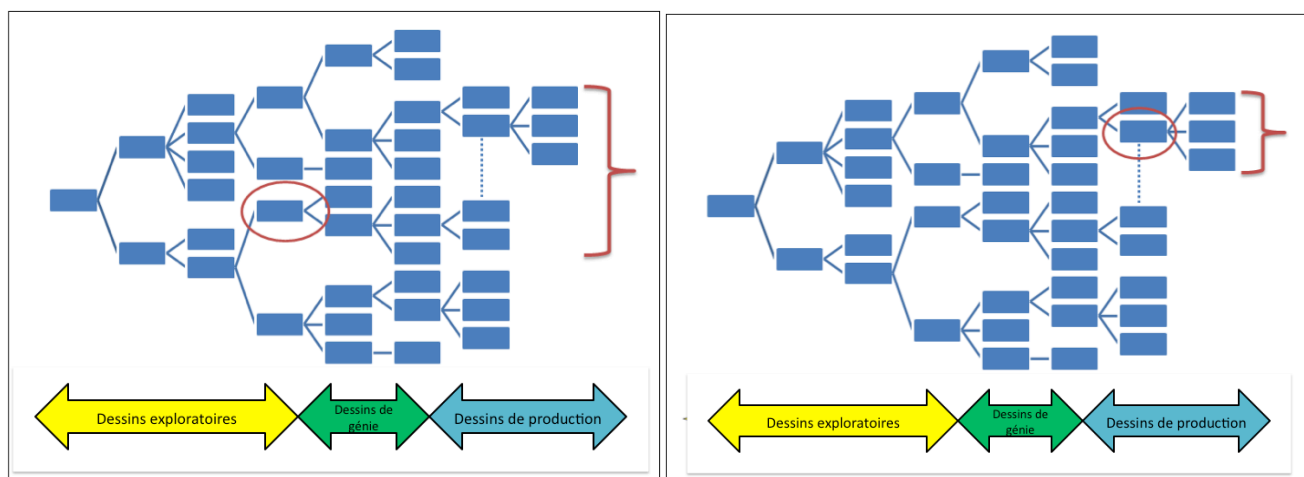 Dessins exploratoires
Dessins de
génie
Dessins de production
Dessins exploratoires
Dessins de
génie
Dessins de production